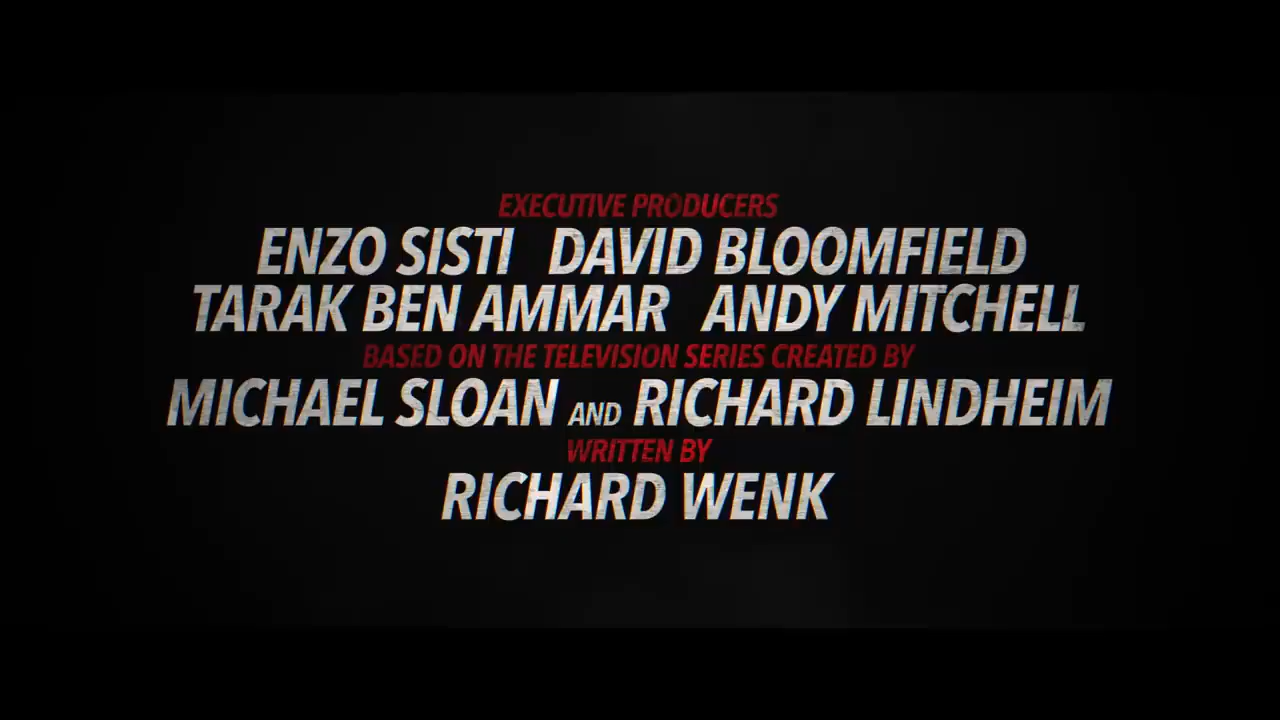 EXECUTIVE PRODUCERS
ENZO SISTI DAVID BLOOMFIELD
TARAK BEN AMMAR ANDY MITCHELL
BASED ON THE TELEVISION SERIES CREATED BY
MICHAEL SLOAN AND RICHARD LINDHEIM
WRITTEN BY
RICHARD WENK